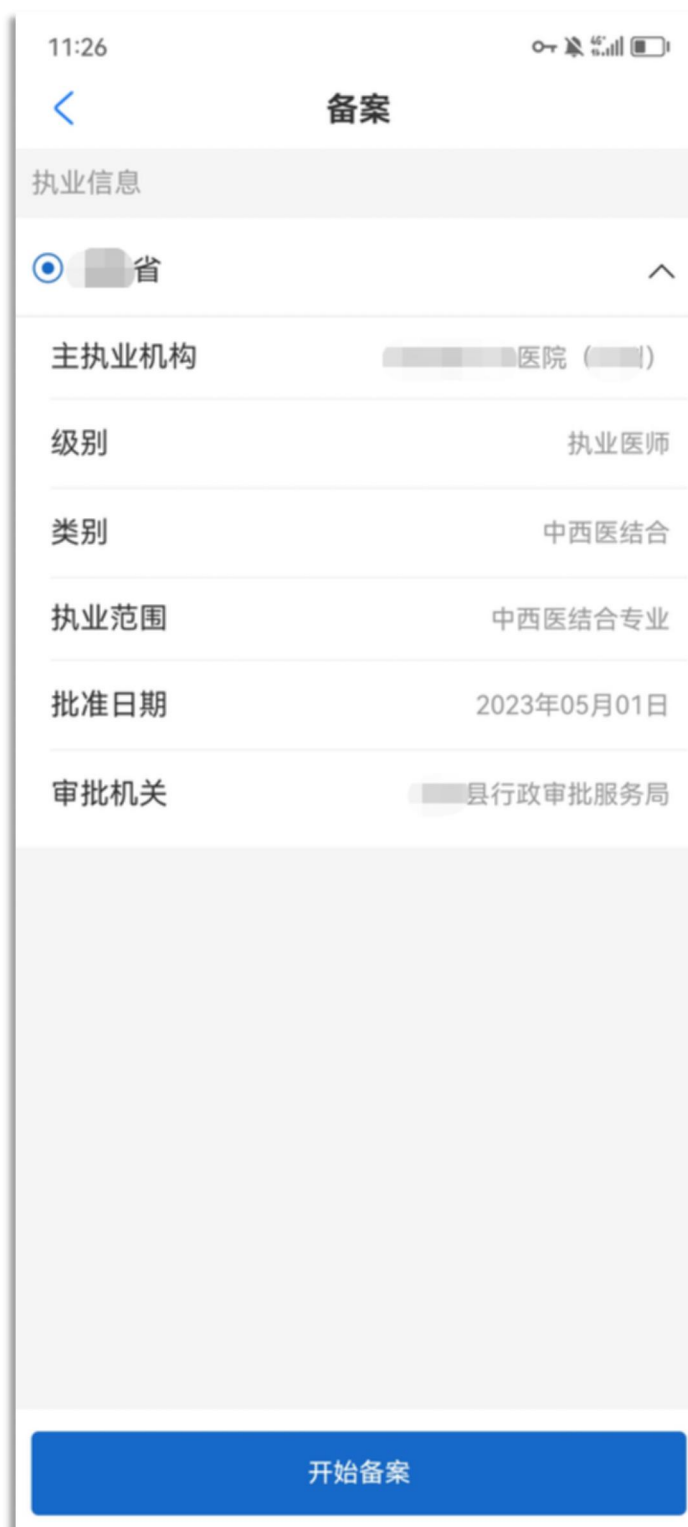 11:26
备案
执业信息
省
主执业机构 医院（ ）
级别 执业医师
类别 中西医结合
执业范围 中西医结合专业
批准日期 2023年05月01日
审批机关 县行政审批服务局
开始备案